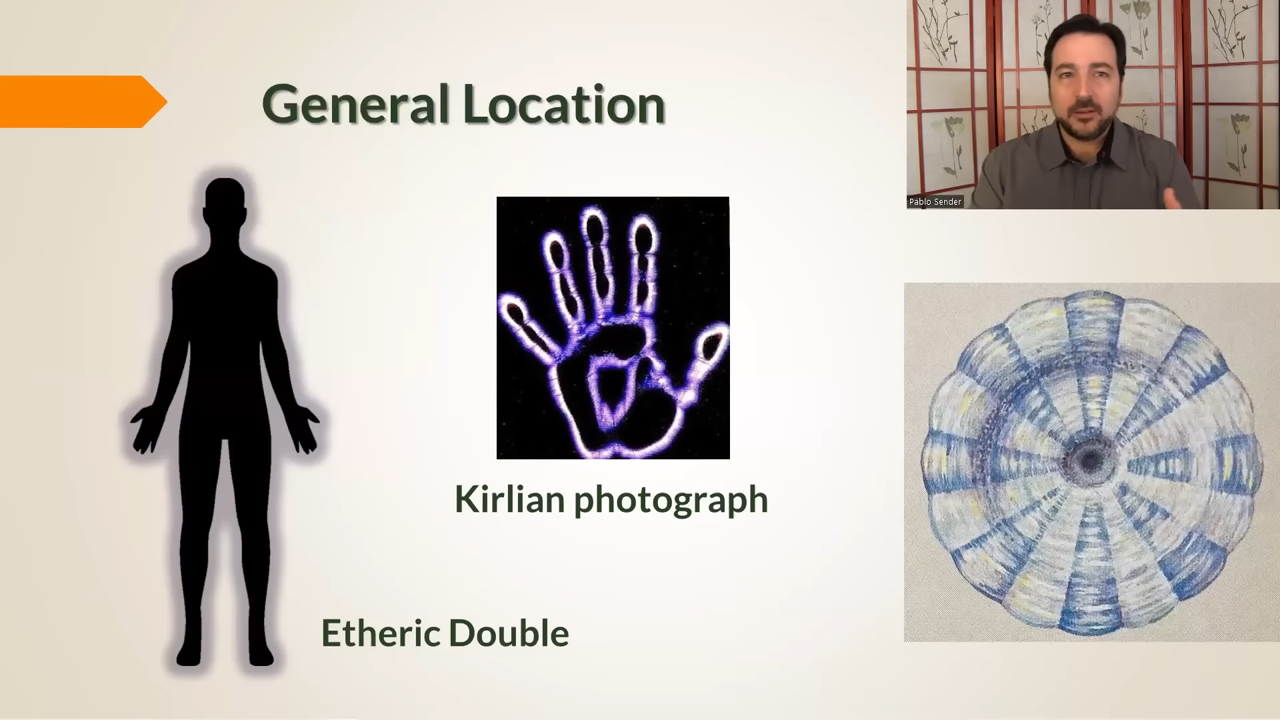 General Location
Pablo Sender
Kirlian photograph
Etheric Double